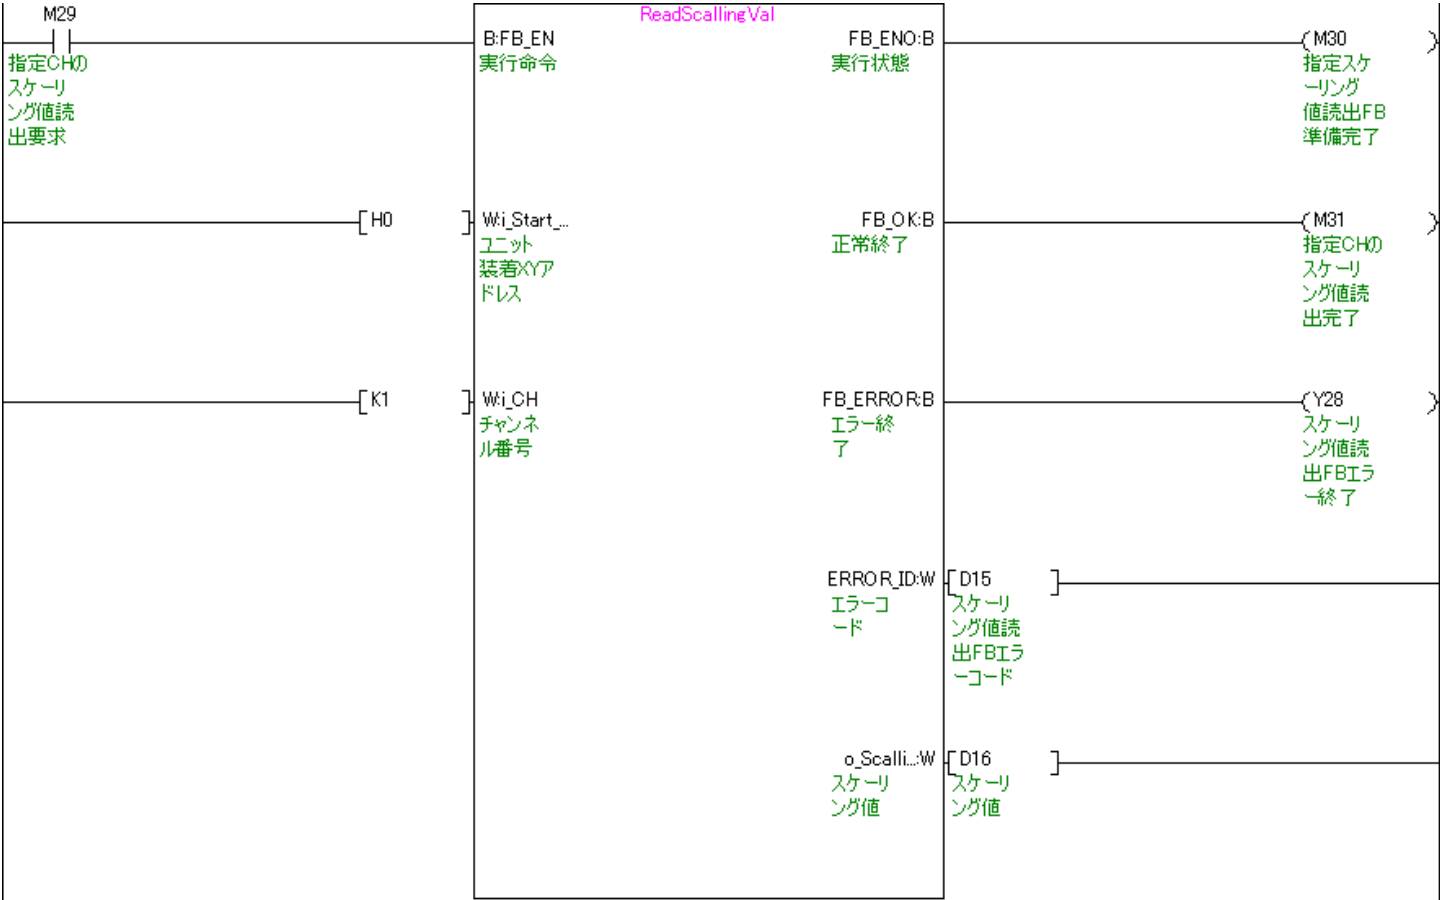 M29
指定CHの
スケーリ
ング値読
出要求
ReadScallingVal
B:FB_EN
実行命令
FB_ENO:B
実行状態
M30
指定スケ
ーリング
値読出FB
準備完了
H0
W:i_Start_...
ユニット
装着XYア
ドレス
FB_OK:B
正常終了
M31
指定CHの
スケーリ
ング値読
出完了
K1
W:i_CH
チャンネ
ル番号
FB_ERROR:B
エラー終
了
Y28
スケーリ
ング値読
出FBエラ
ー終了
ERROR_ID:W
エラーコ
ード
D15
スケーリ
ング値読
出FBエラ
ーコード
o_Scalli...:W
スケーリ
ング値
D16
スケーリ
ング値